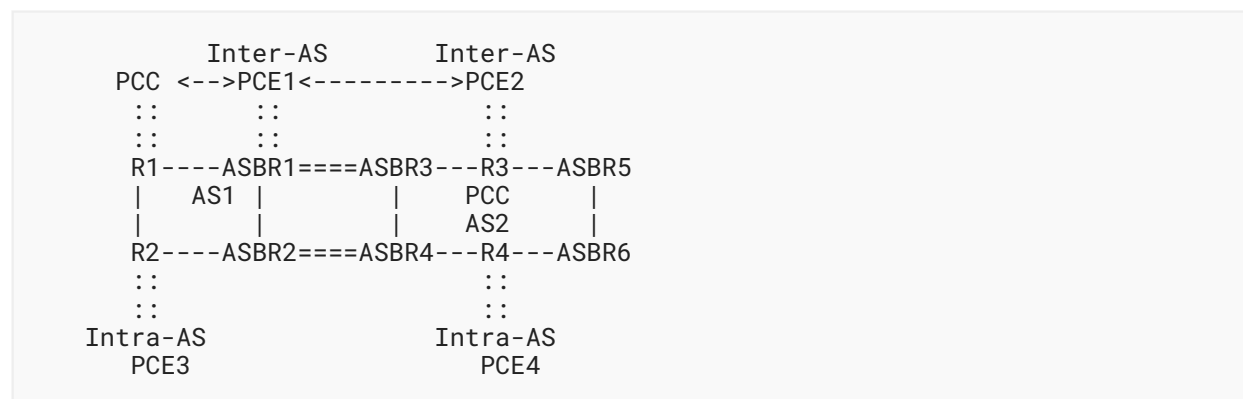 Inter-AS Inter-AS
PCC <-->PCE1<--------->PCE2
:: :: ::
:: :: ::
R1----ASBR1====ASBR3---R3---ASBR5
| AS1 | | PCC |
| | | AS2 |
R2----ASBR2====ASBR4---R4---ASBR6
:: ::
:: ::
Intra-AS Intra-AS
PCE3 PCE4